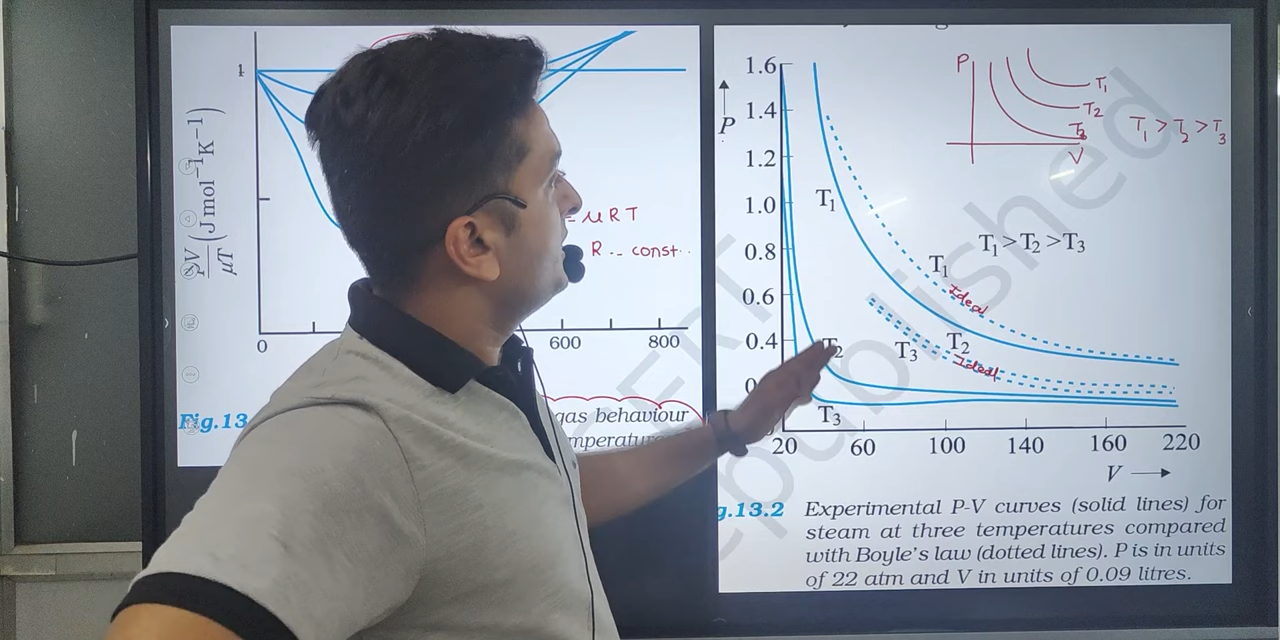 1
PV
μT
(J mol⁻¹K⁻¹)
0
600
800
= μRT
R .. const..
Fig.13
gas behaviour
mperature
P
T₁
T₂
T₃
V
T₁ > T₂ > T₃
1.6
1.4
1.2
1.0
0.8
0.6
0.4
P
T₁
T₁ > T₂ > T₃
T₁
Ideal
T₂
T₃
T₂
Ideal
T₃
20 60 100 140 160 220
V
g.13.2 Experimental P-V curves (solid lines) for
steam at three temperatures compared
with Boyle's law (dotted lines). P is in units
of 22 atm and V in units of 0.09 litres.